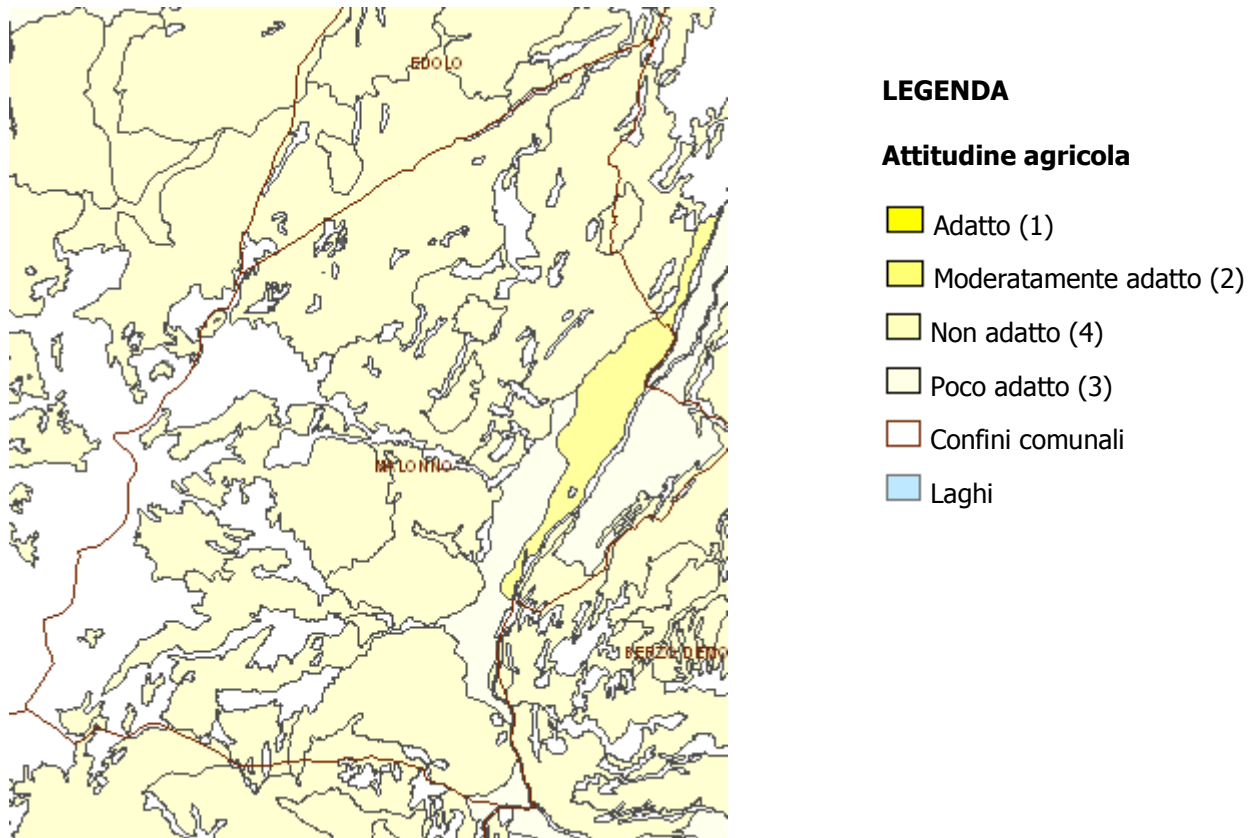 EDOLO
MALONNO
BERZO DEMO
LEGENDA
Attitudine agricola
Adatto (1)
Moderatamente adatto (2)
Non adatto (4)
Poco adatto (3)
Confini comunali
Laghi